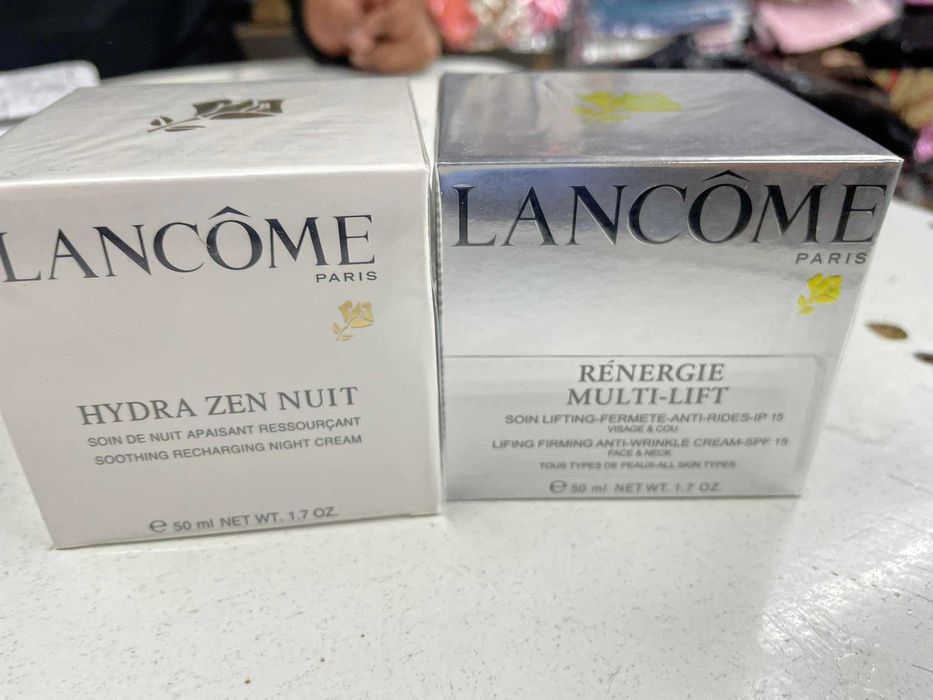 LANCÔME
PARIS
HYDRA ZEN NUIT
SOIN DE NUIT APAISANT RESSOURÇANT
SOOTHING RECHARGING NIGHT CREAM
e 50 ml NET WT. 1.7 OZ.
LANCÔME
PARIS
RÉNERGIE
MULTI-LIFT
SOIN LIFTING-FERMETE-ANTI-RIDES-IP 15
VISAGE & COU
LIFING FIRMING ANTI-WRINKLE CREAM-SPF 15
FACE & NECK
TOUS TYPES DE PEAUX-ALL SKIN TYPES
e 50 ml NET WT. 1.7 OZ.